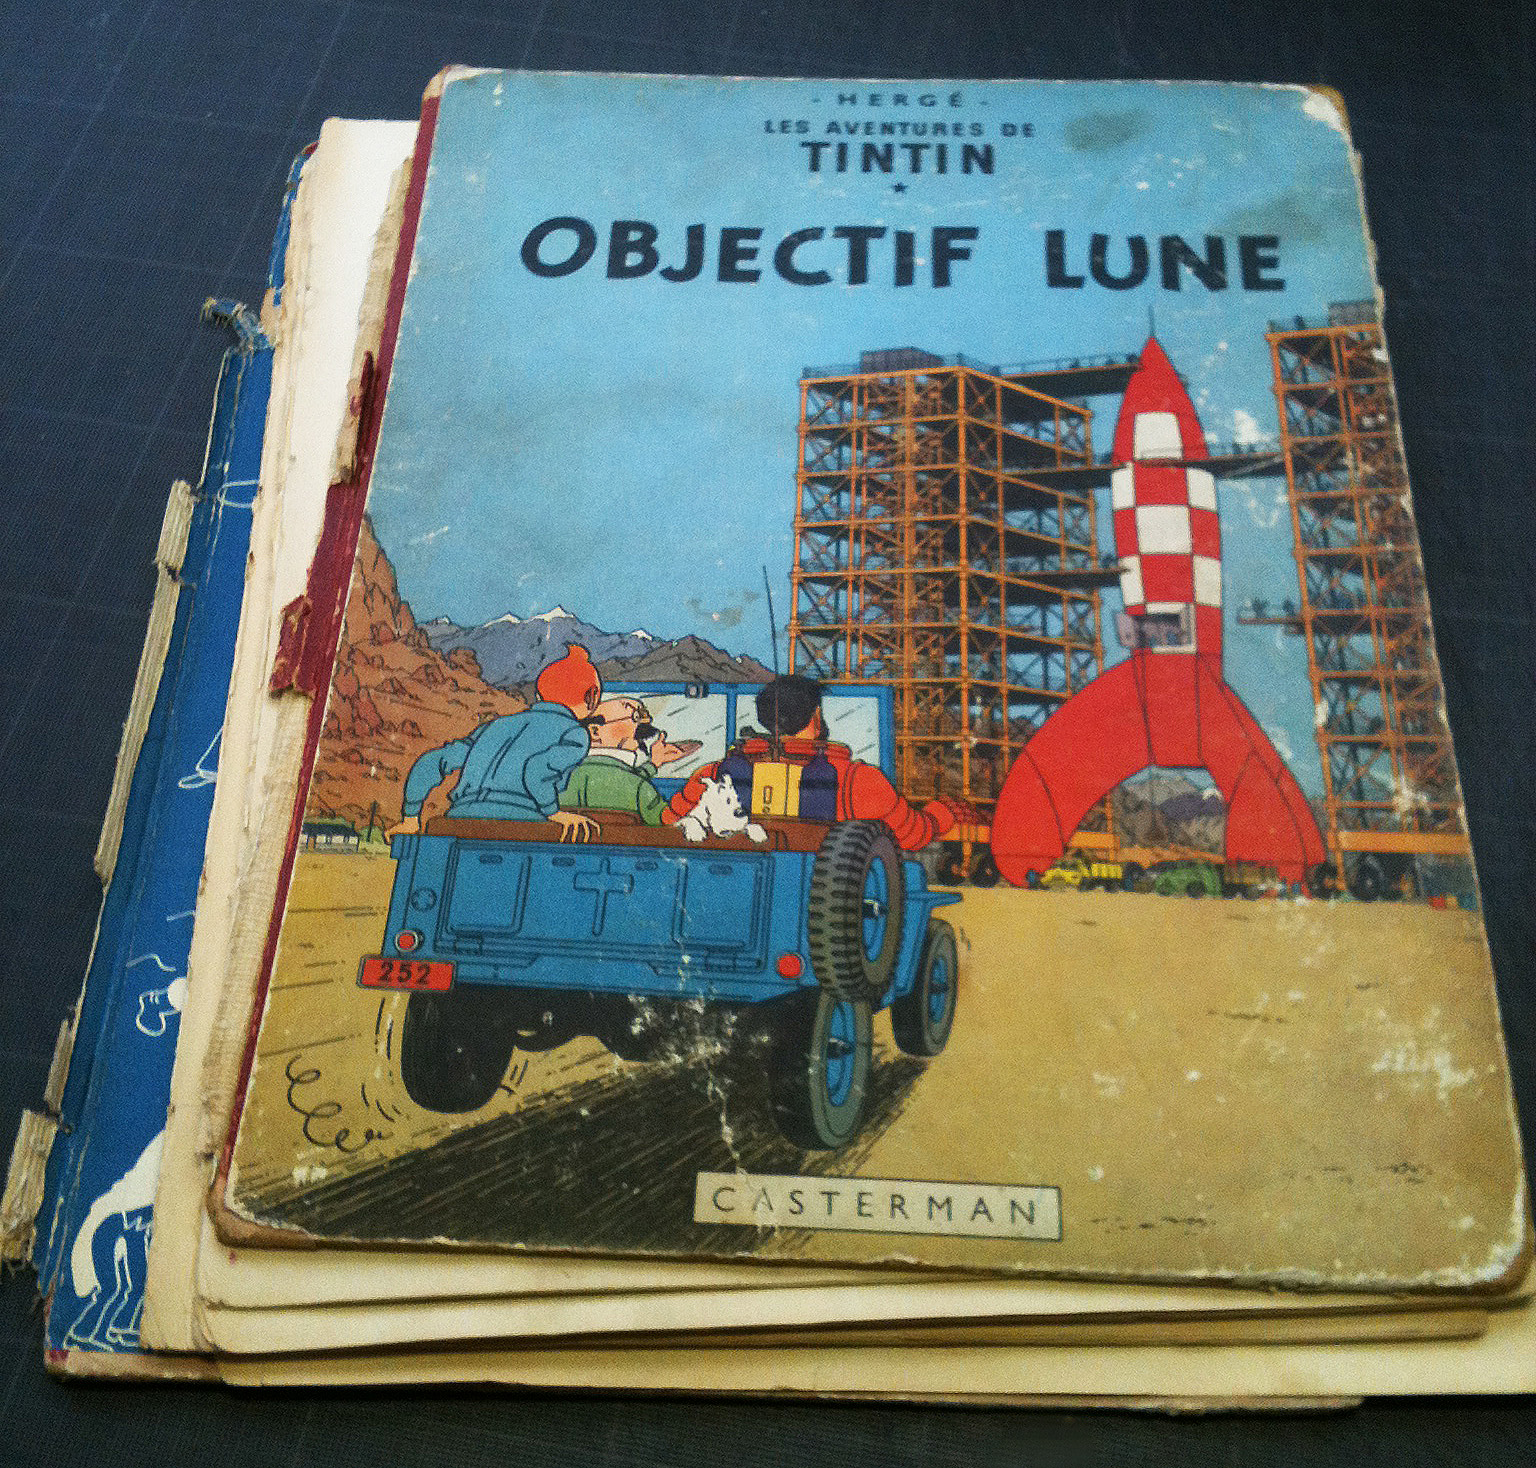 - HERGÉ -
LES AVENTURES DE
TINTIN
OBJECTIF LUNE
252
CASTERMAN